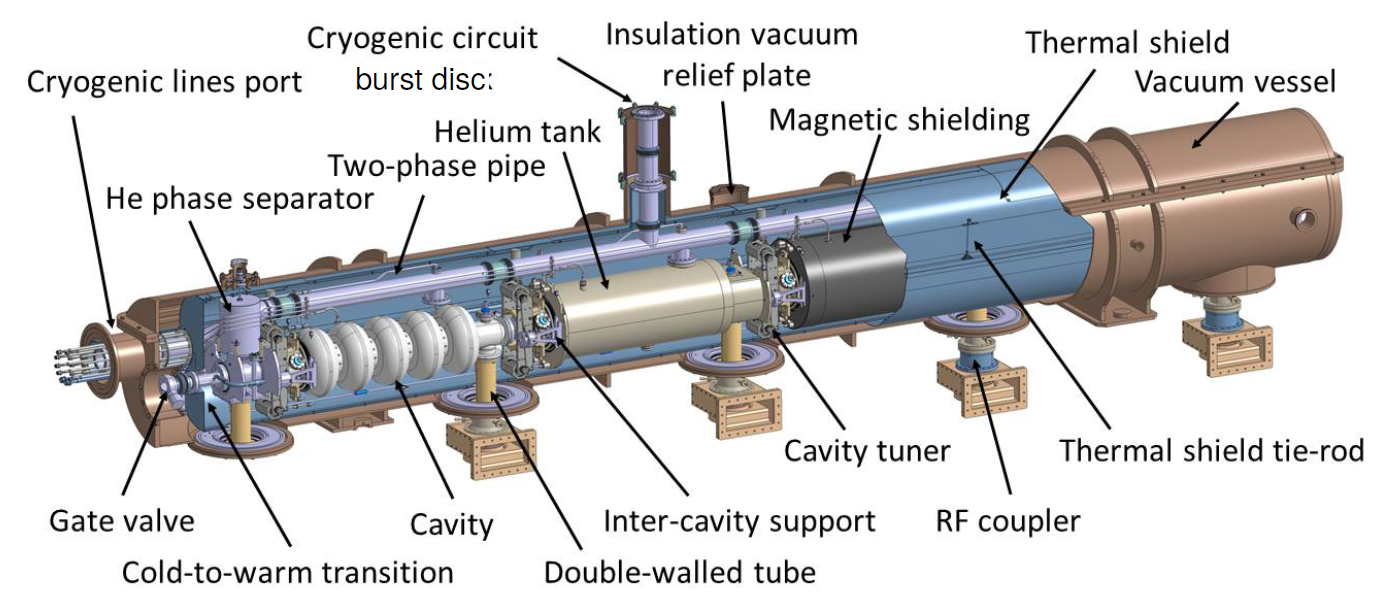 Cryogenic circuit
burst disc:
Insulation vacuum
relief plate
Thermal shield
Vacuum vessel
Cryogenic lines port
Helium tank
Magnetic shielding
Two-phase pipe
He phase separator
Cavity tuner
Thermal shield tie-rod
Gate valve
Cavity
Inter-cavity support
RF coupler
Cold-to-warm transition
Double-walled tube